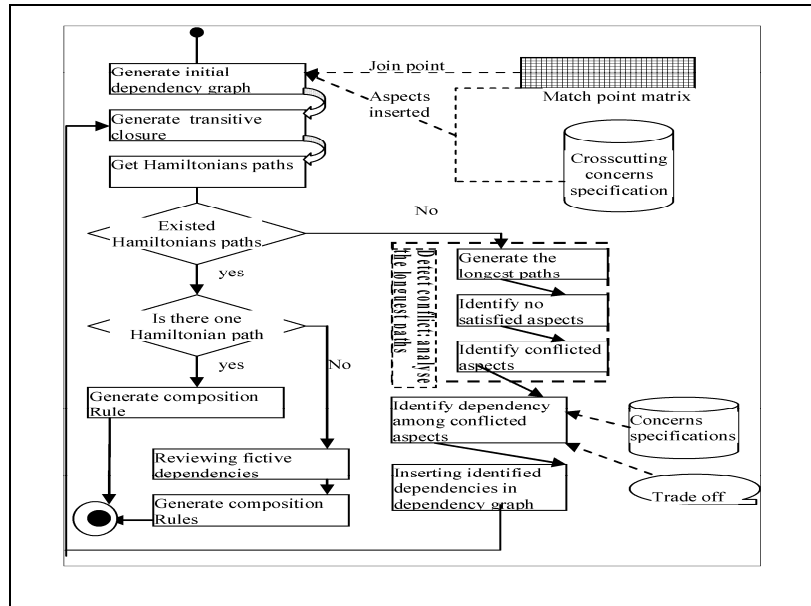 Generate initial
dependency graph
Join point
Aspects
inserted
Match point matrix
Generate transitive
closure
Get Hamiltonians paths
Crosscutting
concerns
specification
Existed
Hamiltonians paths
No
yes
Is there one
Hamiltonian path
yes
No
Generate composition
Rule
Reviewing fictive
dependencies
Generate composition
Rules
Detect conflict: analyse
the longuest paths
Generate the
longest paths
Identify no
satisfied aspects
Identify conflicted
aspects
Identify dependency
among conflicted
aspects
Concerns
specifications
Inserting identified
dependencies in
dependency graph
Trade off